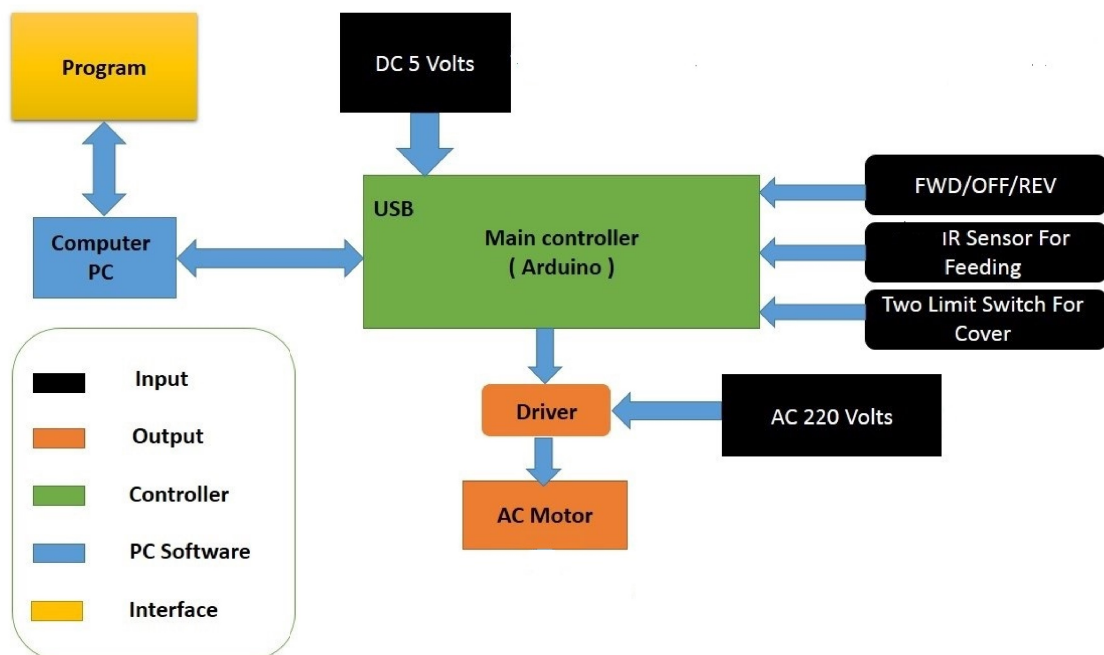 Program
DC 5 Volts
USB
Main controller
( Arduino )
Computer
PC
FWD/OFF/REV
IR Sensor For
Feeding
Two Limit Switch For
Cover
Driver
AC 220 Volts
AC Motor
Input
Output
Controller
PC Software
Interface